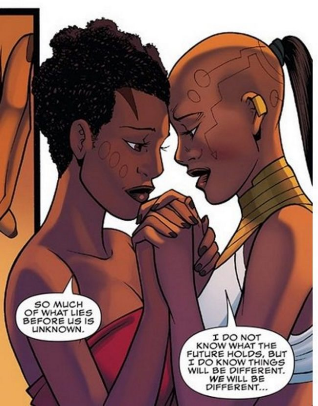 SO MUCH
OF WHAT LIES
BEFORE US IS
UNKNOWN.
I DO NOT
KNOW WHAT THE
FUTURE HOLDS, BUT
I DO KNOW THINGS
WILL BE DIFFERENT.
WE WILL BE
DIFFERENT...